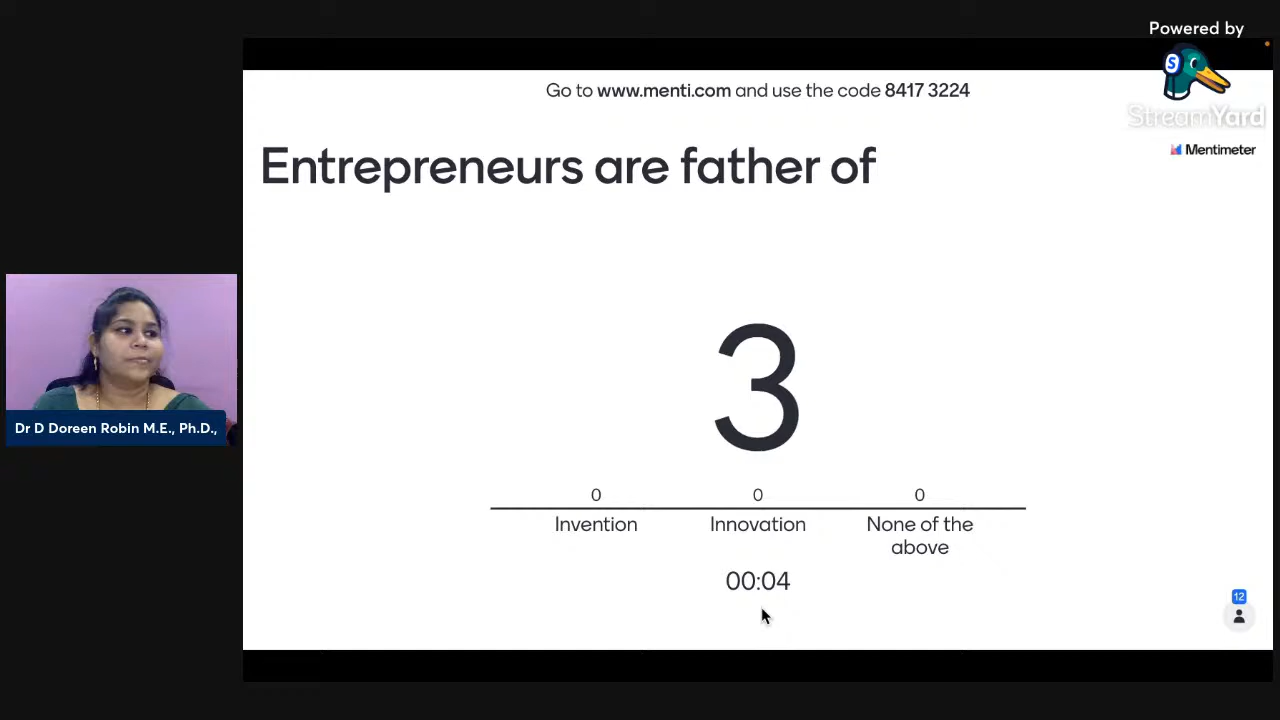 Powered by
S
StreamYard
Go to www.menti.com and use the code 8417 3224
Mentimeter
Entrepreneurs are father of
3
0 0 0
Invention Innovation None of the
above
00:04
12
Dr D Doreen Robin M.E., Ph.D.,